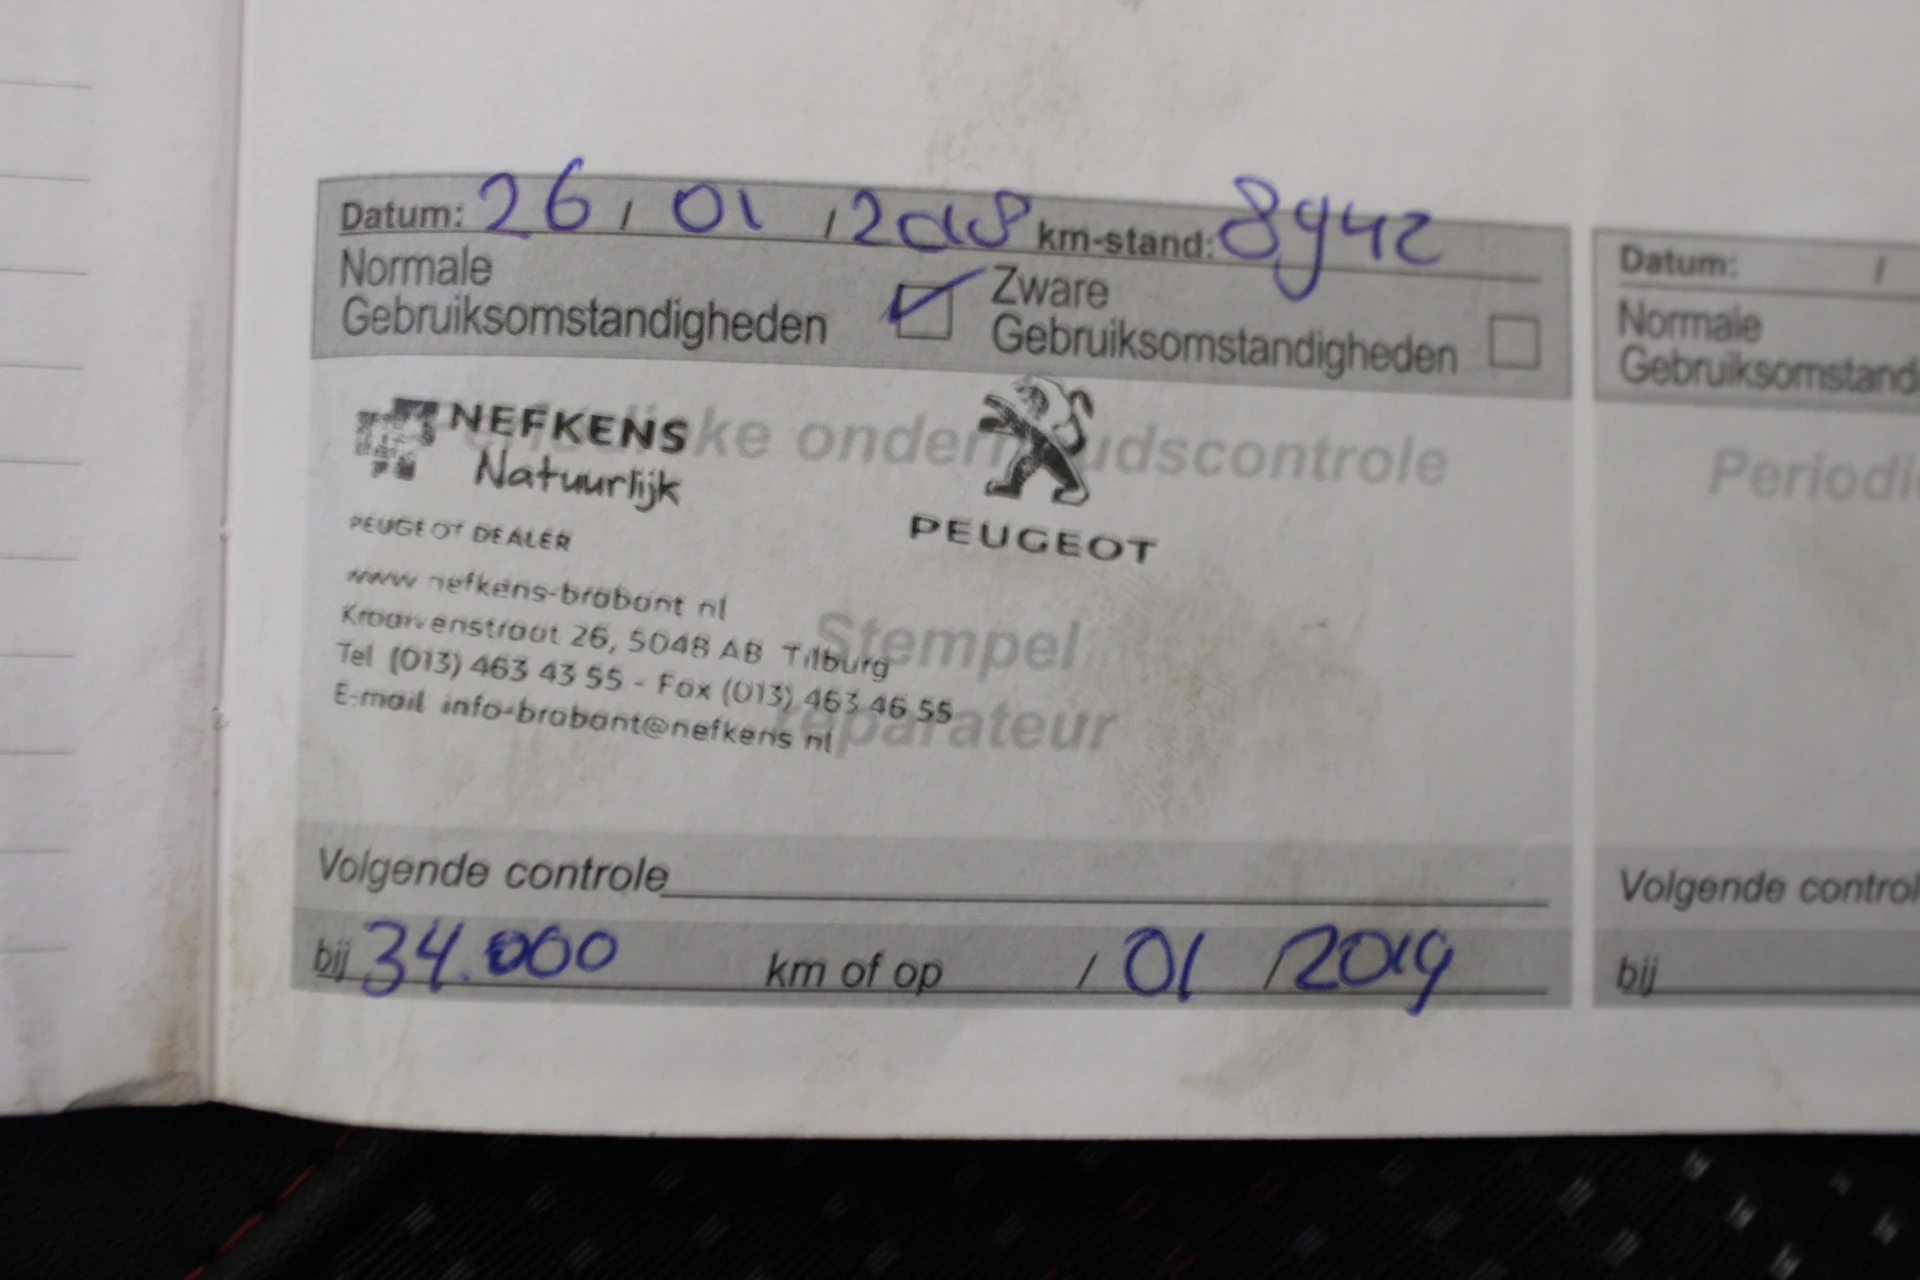 Datum: 26 / 01 / 2018 km-stand: 8942
Normale
Gebruiksomstandigheden
Zware
Gebruiksomstandigheden
ke onderhoudscontrole
NEFKENS
Natuurlijk
PEUGEOT
PEUGEOT DEALER
www nefkens-brabant nl
Kraaivenstraat 26, 5048 AB Tilburg
Tel (013) 463 43 55 - Fax (013) 463 46 55
E-mail info-brabant@nefkens nl
Stempel
reparateur
Volgende controle
bij 34.000 km of op / 01 / 2019
Datum: /
Normale
Gebruiksomstand
Periodi
Volgende control
bij